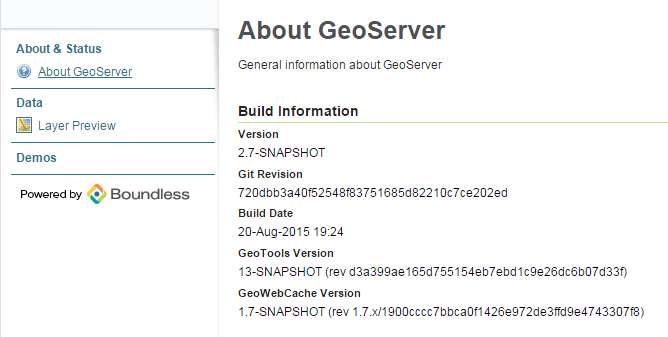 About & Status
About GeoServer
Data
Layer Preview
Demos
Powered by Boundless
About GeoServer
General information about GeoServer
Build Information
Version
2.7-SNAPSHOT
Git Revision
720dbb3a40f52548f83751685d82210c7ce202ed
Build Date
20-Aug-2015 19:24
GeoTools Version
13-SNAPSHOT (rev d3a399ae165d755154eb7ebd1c9e26dc6b07d33f)
GeoWebCache Version
1.7-SNAPSHOT (rev 1.7.x/1900cccc7bbca0f1426e972de3ffd9e4743307f8)